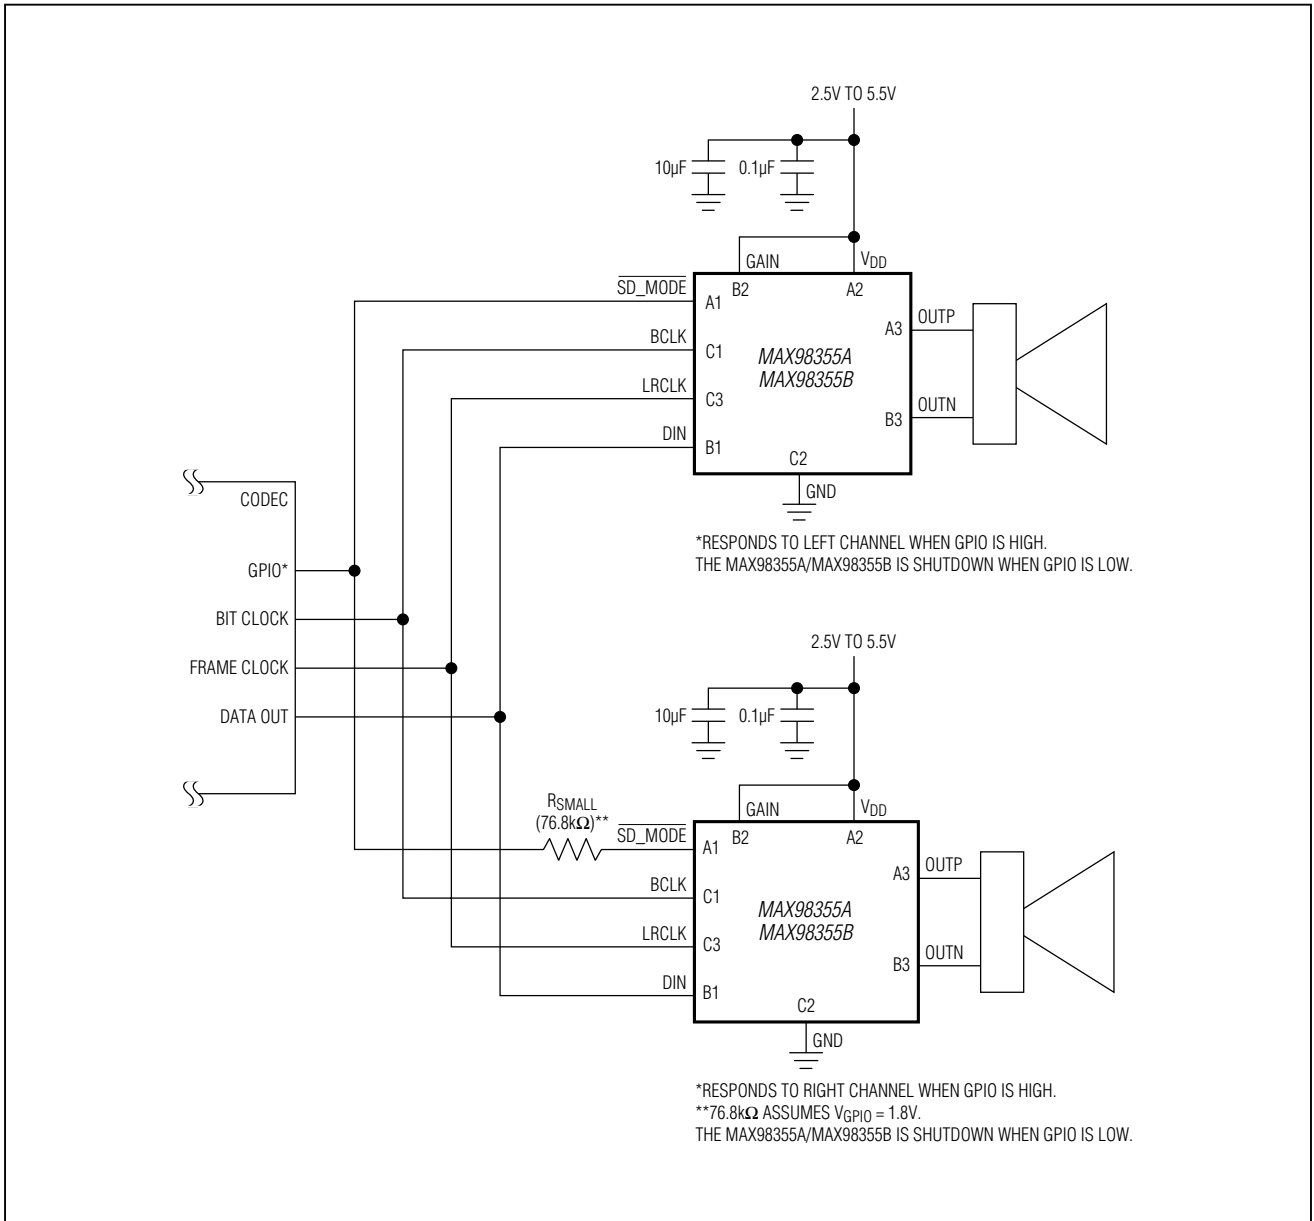 2.5V TO 5.5V
10µF
0.1µF
GAIN
VDD
SD_MODE
B2
A2
A1
OUTP
A3
BCLK
C1
MAX98355A
MAX98355B
LRCLK
C3
OUTN
B3
DIN
B1
C2
GND
CODEC
*RESPONDS TO LEFT CHANNEL WHEN GPIO IS HIGH.
THE MAX98355A/MAX98355B IS SHUTDOWN WHEN GPIO IS LOW.
GPIO*
BIT CLOCK
FRAME CLOCK
DATA OUT
2.5V TO 5.5V
10µF
0.1µF
RSMALL
(76.8kΩ)**
GAIN
VDD
SD_MODE
B2
A2
A1
OUTP
A3
BCLK
C1
MAX98355A
MAX98355B
LRCLK
C3
OUTN
B3
DIN
B1
C2
GND
*RESPONDS TO RIGHT CHANNEL WHEN GPIO IS HIGH.
**76.8kΩ ASSUMES VGPIO = 1.8V.
THE MAX98355A/MAX98355B IS SHUTDOWN WHEN GPIO IS LOW.